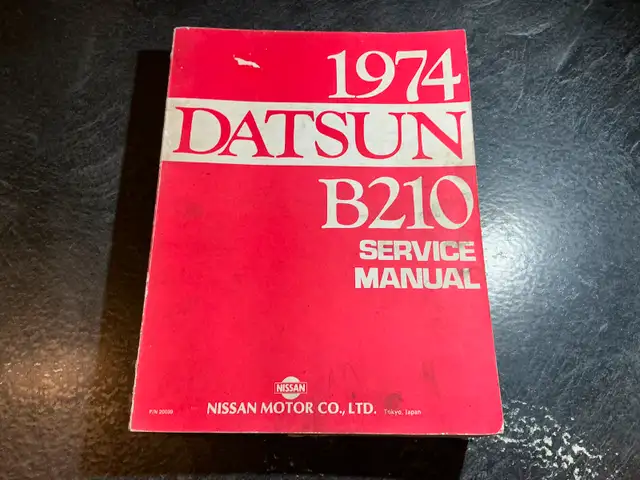 1974
DATSUN
B210
SERVICE
MANUAL
NISSAN
NISSAN MOTOR CO., LTD. Tokyo, Japan